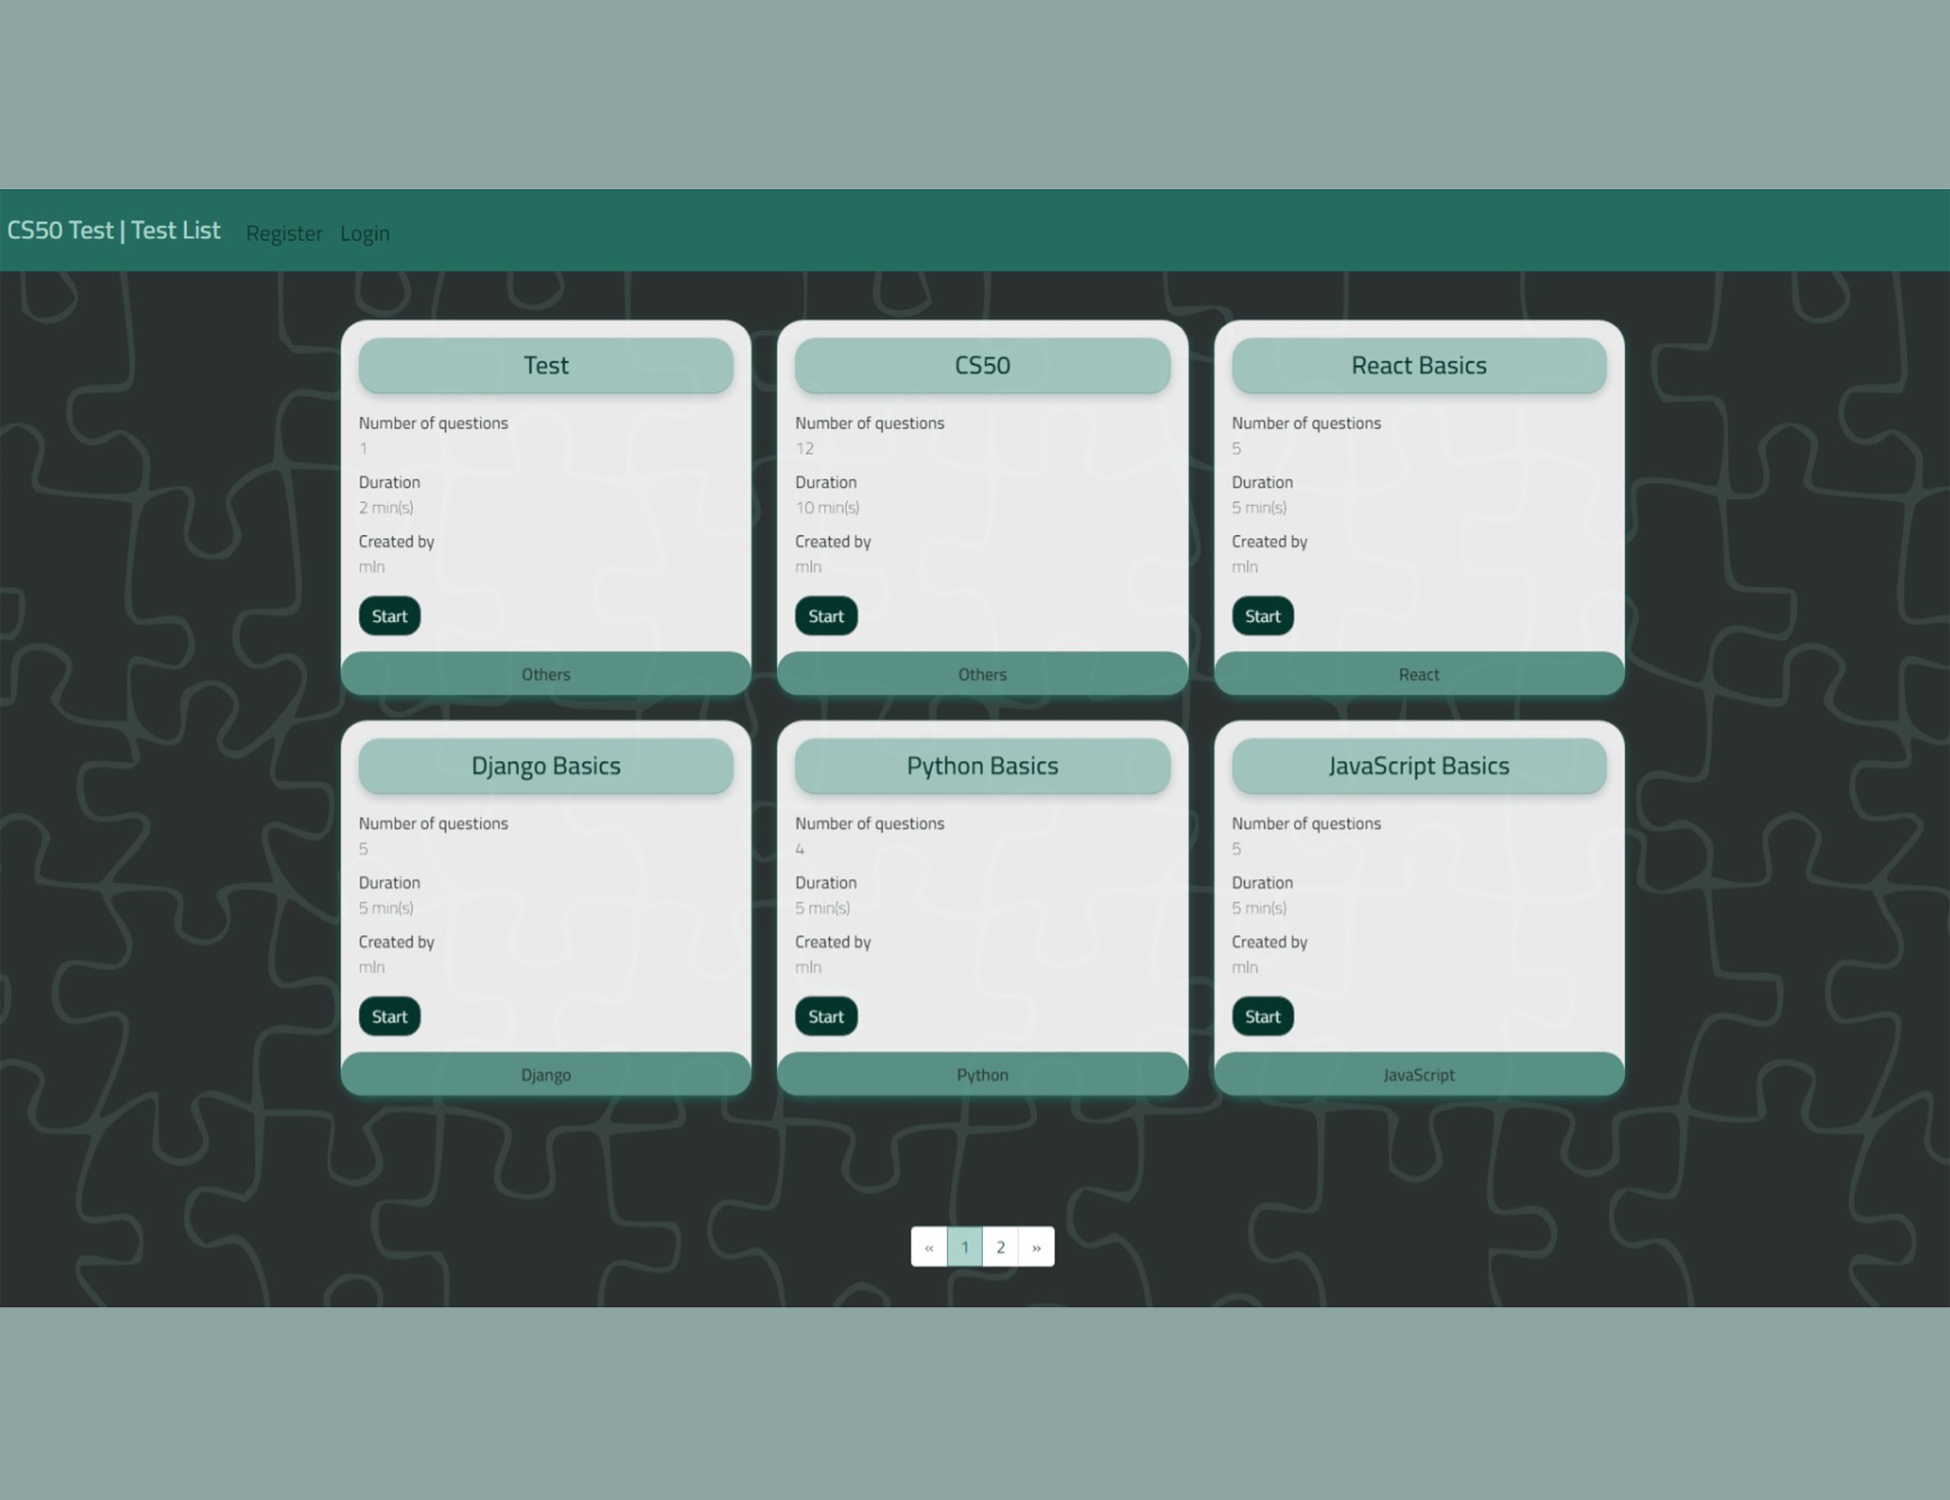 CS50 Test | Test List Register Login
Test
Number of questions
1
Duration
2 min(s)
Created by
mln
Start
Others
CS50
Number of questions
12
Duration
10 min(s)
Created by
mln
Start
Others
React Basics
Number of questions
5
Duration
5 min(s)
Created by
mln
Start
React
Django Basics
Number of questions
5
Duration
5 min(s)
Created by
mln
Start
Django
Python Basics
Number of questions
4
Duration
5 min(s)
Created by
mln
Start
Python
JavaScript Basics
Number of questions
5
Duration
5 min(s)
Created by
mln
Start
JavaScript
« 1 2 »